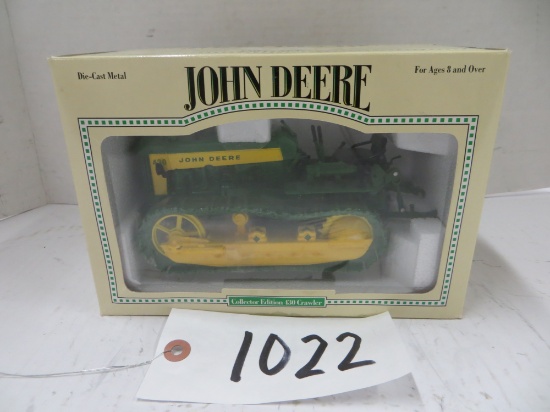 Die-Cast Metal
JOHN DEERE
For Ages 8 and Over
JOHN DEERE
Collector Edition 430 Crawler
1022